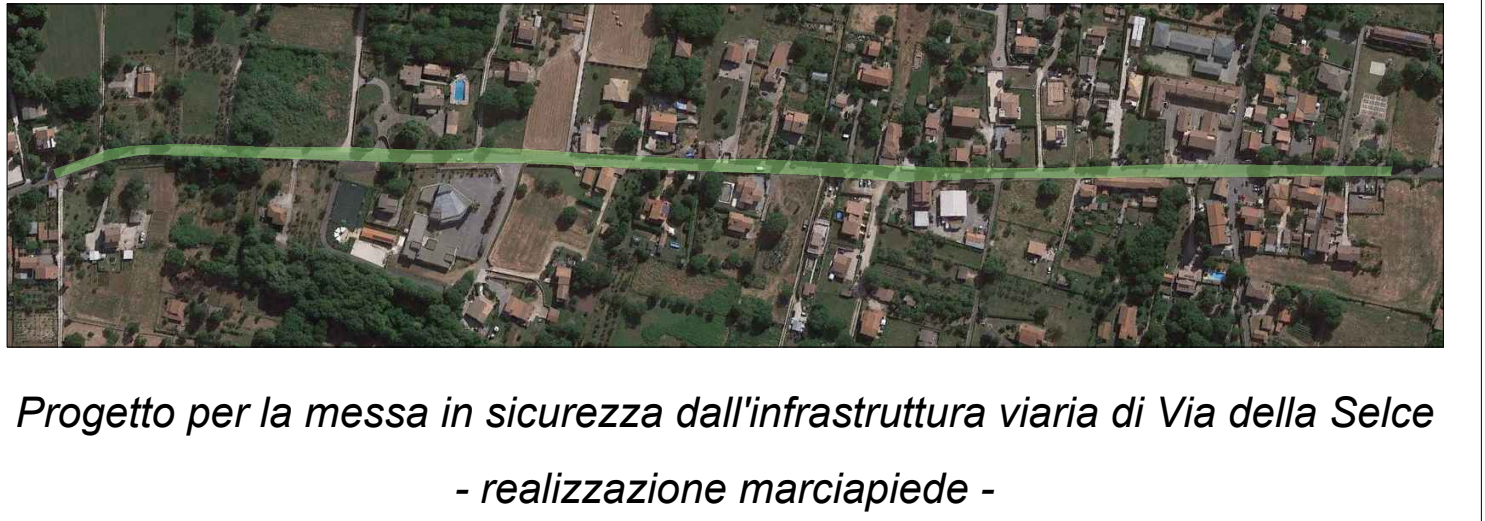 Progetto per la messa in sicurezza dall'infrastruttura viaria di Via della Selce
- realizzazione marciapiede -